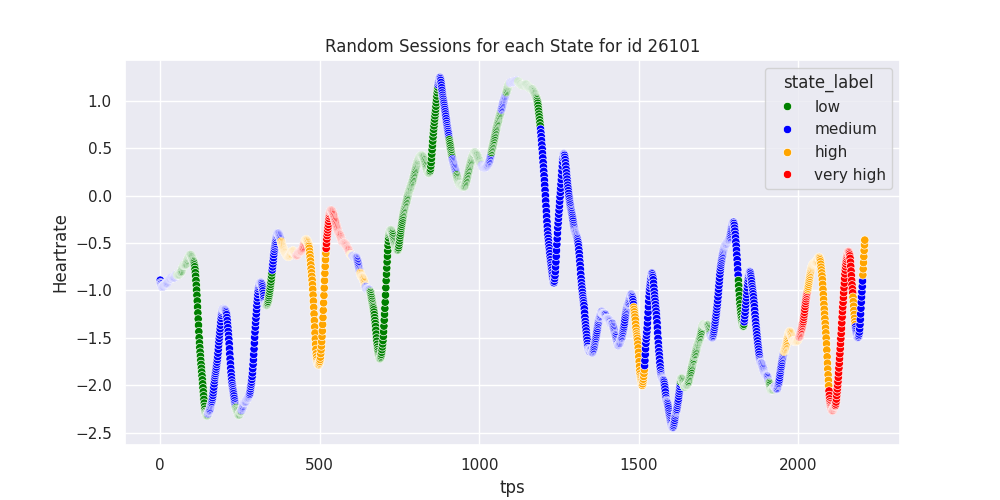 Random Sessions for each State for id 26101
state_label
low
medium
high
very high
Heartrate
1.0
0.5
0.0
−0.5
−1.0
−1.5
−2.0
−2.5
0 500 1000 1500 2000
tps